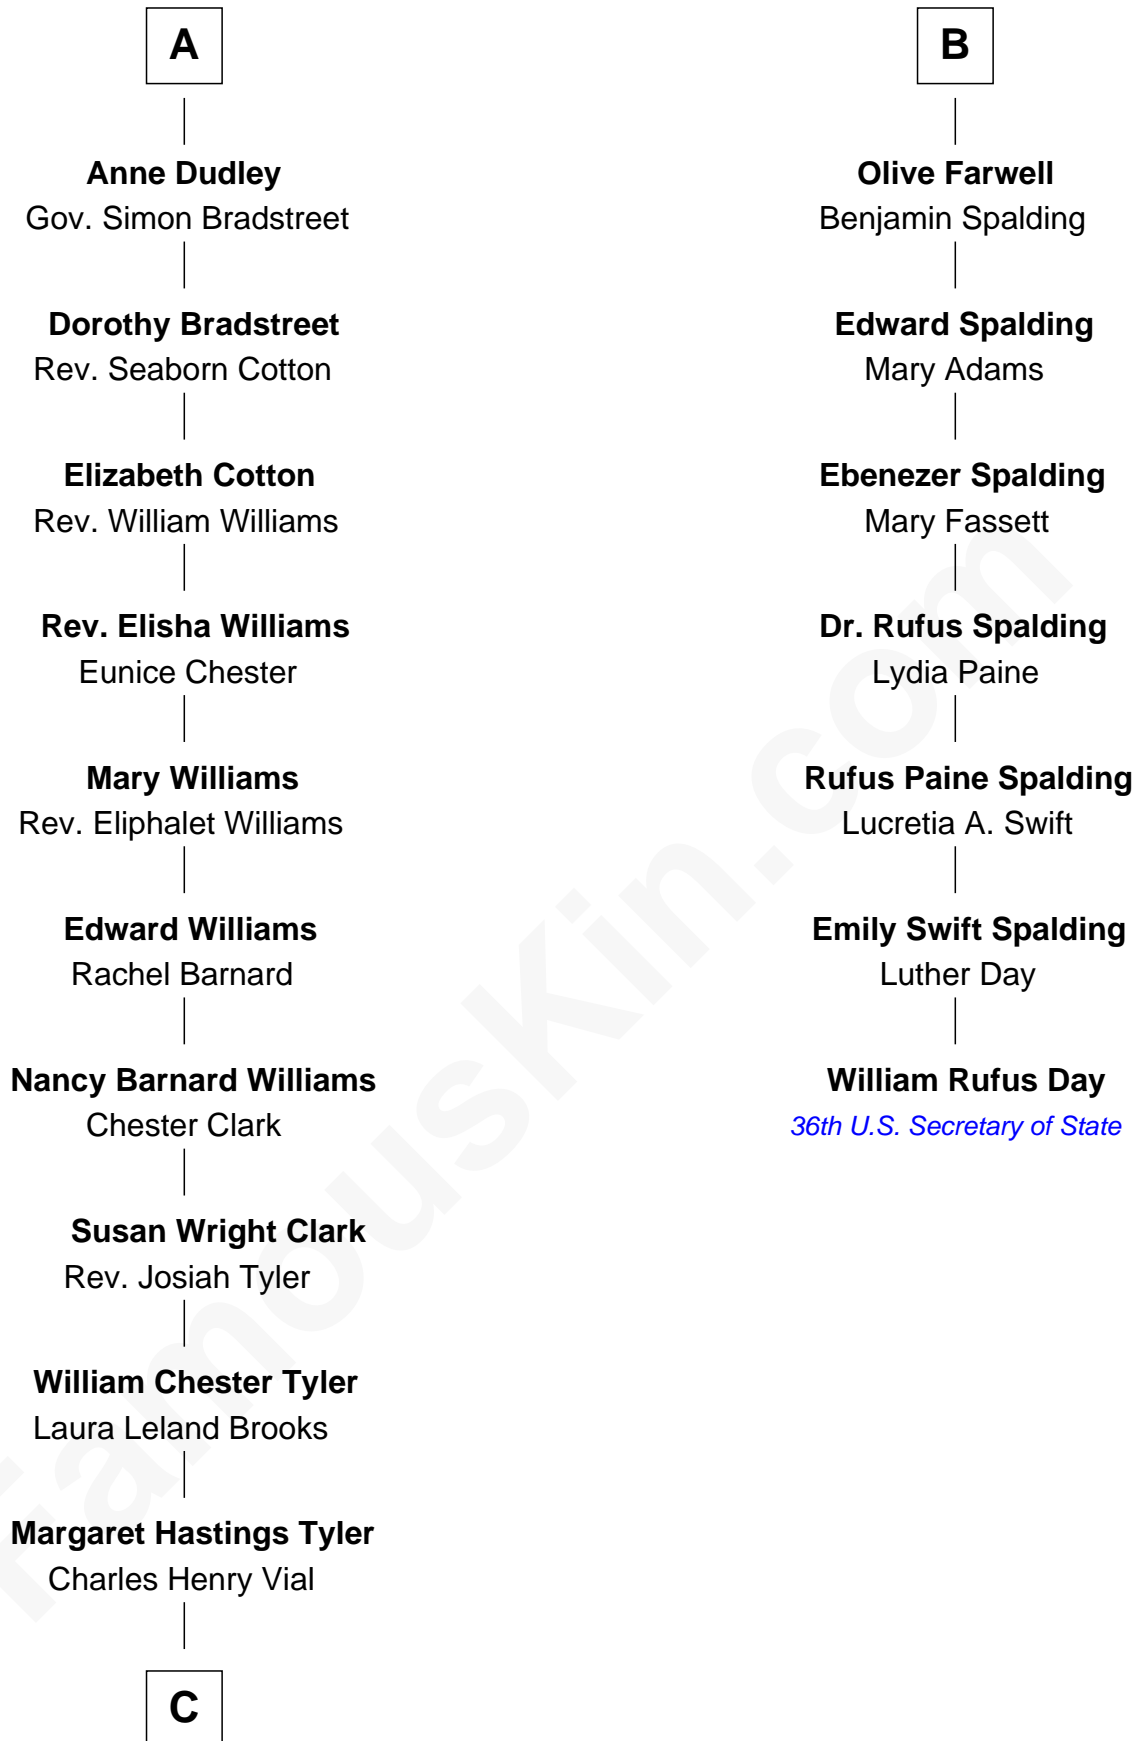 A
Anne Dudley
Gov. Simon Bradstreet
Dorothy Bradstreet
Rev. Seaborn Cotton
Elizabeth Cotton
Rev. William Williams
Rev. Elisha Williams
Eunice Chester
Mary Williams
Rev. Eliphalet Williams
Edward Williams
Rachel Barnard
Nancy Barnard Williams
Chester Clark
Susan Wright Clark
Rev. Josiah Tyler
William Chester Tyler
Laura Leland Brooks
Margaret Hastings Tyler
Charles Henry Vial
C
B
Olive Farwell
Benjamin Spalding
Edward Spalding
Mary Adams
Ebenezer Spalding
Mary Fassett
Dr. Rufus Spalding
Lydia Paine
Rufus Paine Spalding
Lucretia A. Swift
Emily Swift Spalding
Luther Day
William Rufus Day
36th U.S. Secretary of State
FamousKin.com